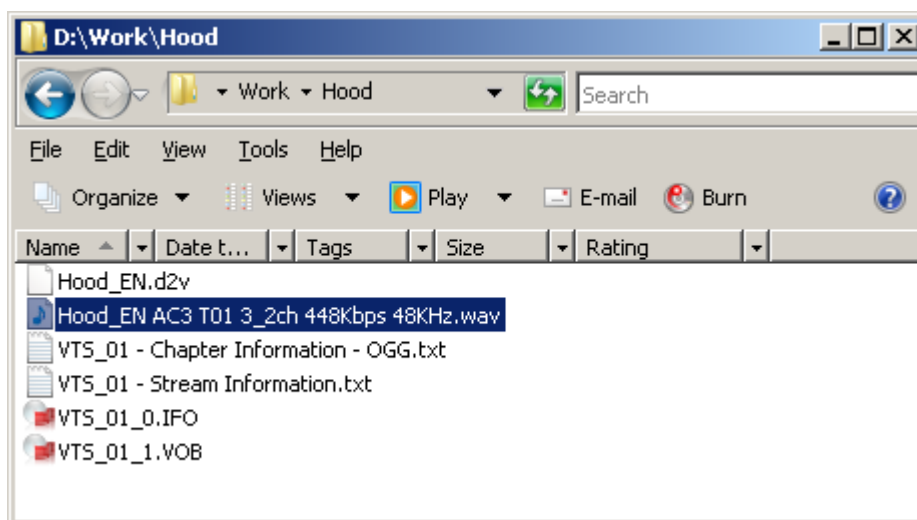 D:\Work\Hood
Work Hood Search
File Edit View Tools Help
Organize Views Play E-mail Burn
Name Date t... Tags Size Rating
Hood_EN.d2v
Hood_EN AC3 T01 3_2ch 448Kbps 48KHz.wav
VTS_01 - Chapter Information - OGG.txt
VTS_01 - Stream Information.txt
VTS_01_0.IFO
VTS_01_1.VOB